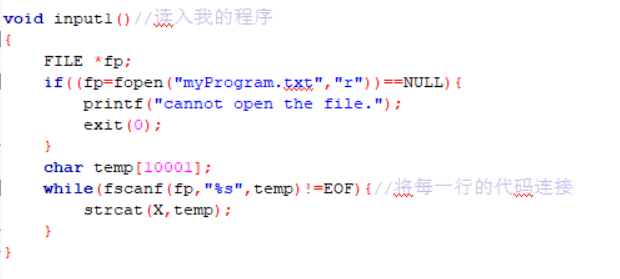 void input1()//读入我的程序
{
    FILE *fp;
    if((fp=fopen("myProgram.txt","r"))==NULL){
        printf("cannot open the file.");
        exit(0);
    }
    char temp[10001];
    while(fscanf(fp,"%s",temp)!=EOF){//将每一行的代码连接
        strcat(X,temp);
    }
}